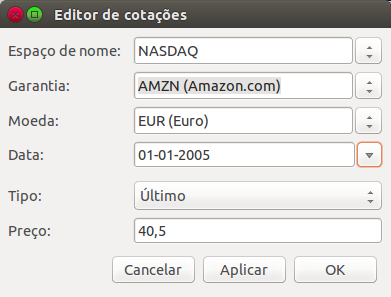 Editor de cotações
Espaço de nome: NASDAQ
Garantia: AMZN (Amazon.com)
Moeda: EUR (Euro)
Data: 01-01-2005
Tipo: Último
Preço: 40,5
Cancelar Aplicar OK